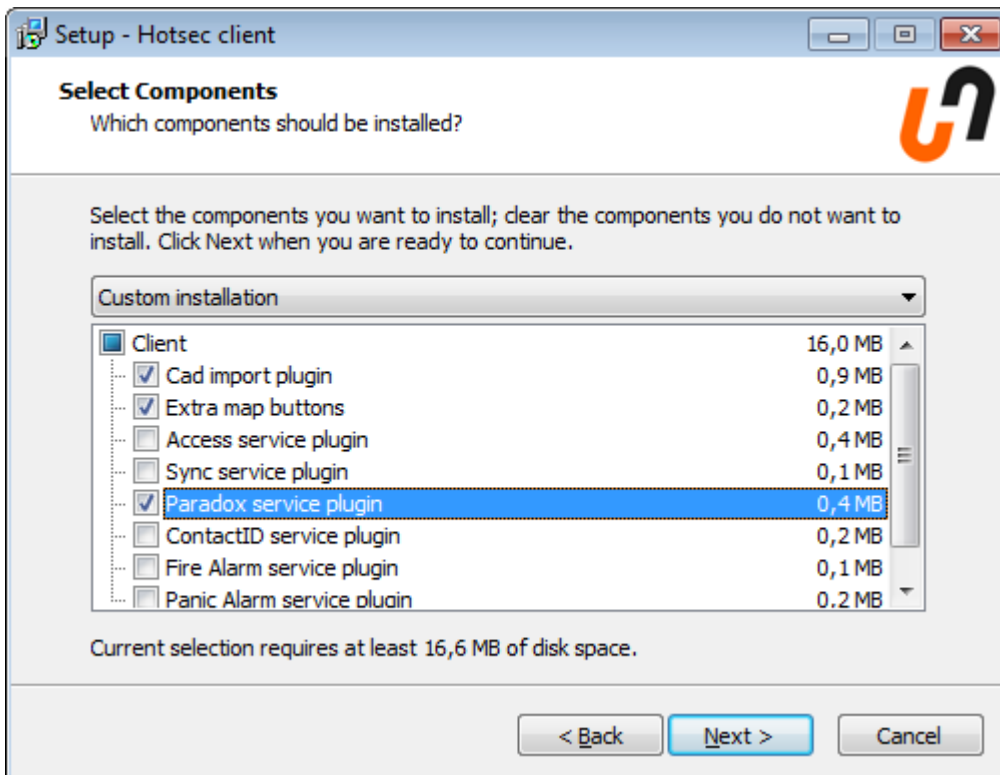 Setup - Hotsec client
Select Components
Which components should be installed?
Select the components you want to install; clear the components you do not want to
install. Click Next when you are ready to continue.
Custom installation
Client 16,0 MB
Cad import plugin 0,9 MB
Extra map buttons 0,2 MB
Access service plugin 0,4 MB
Sync service plugin 0,1 MB
Paradox service plugin 0,4 MB
ContactID service plugin 0,2 MB
Fire Alarm service plugin 0,1 MB
Panic Alarm service plugin 0.2 MB
Current selection requires at least 16,6 MB of disk space.
< Back Next > Cancel